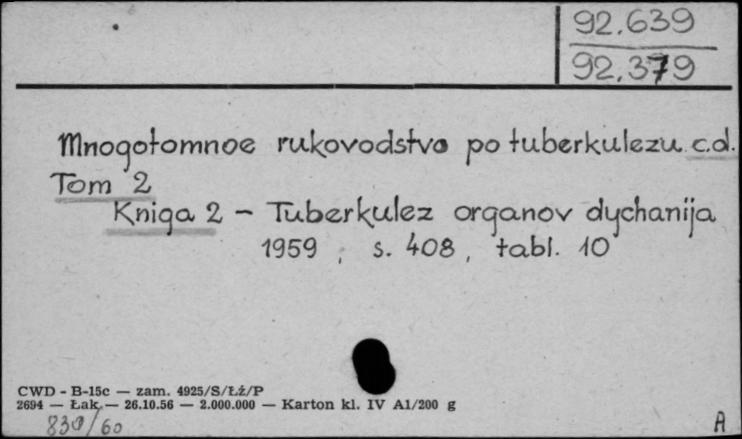 92.639
92.379
Mnogotomnoe rukovodstvo po tuberkulezu c.d.
Tom 2
Kniga 2 – Tuberkulez organov dychanija
1959, s. 408, tabl. 10
CWD - B-15c — zam. 4925/S/Łż/P
2694 — Łak. — 26.10.56 — 2.000.000 — Karton kl. IV A1/200 g
/60
A